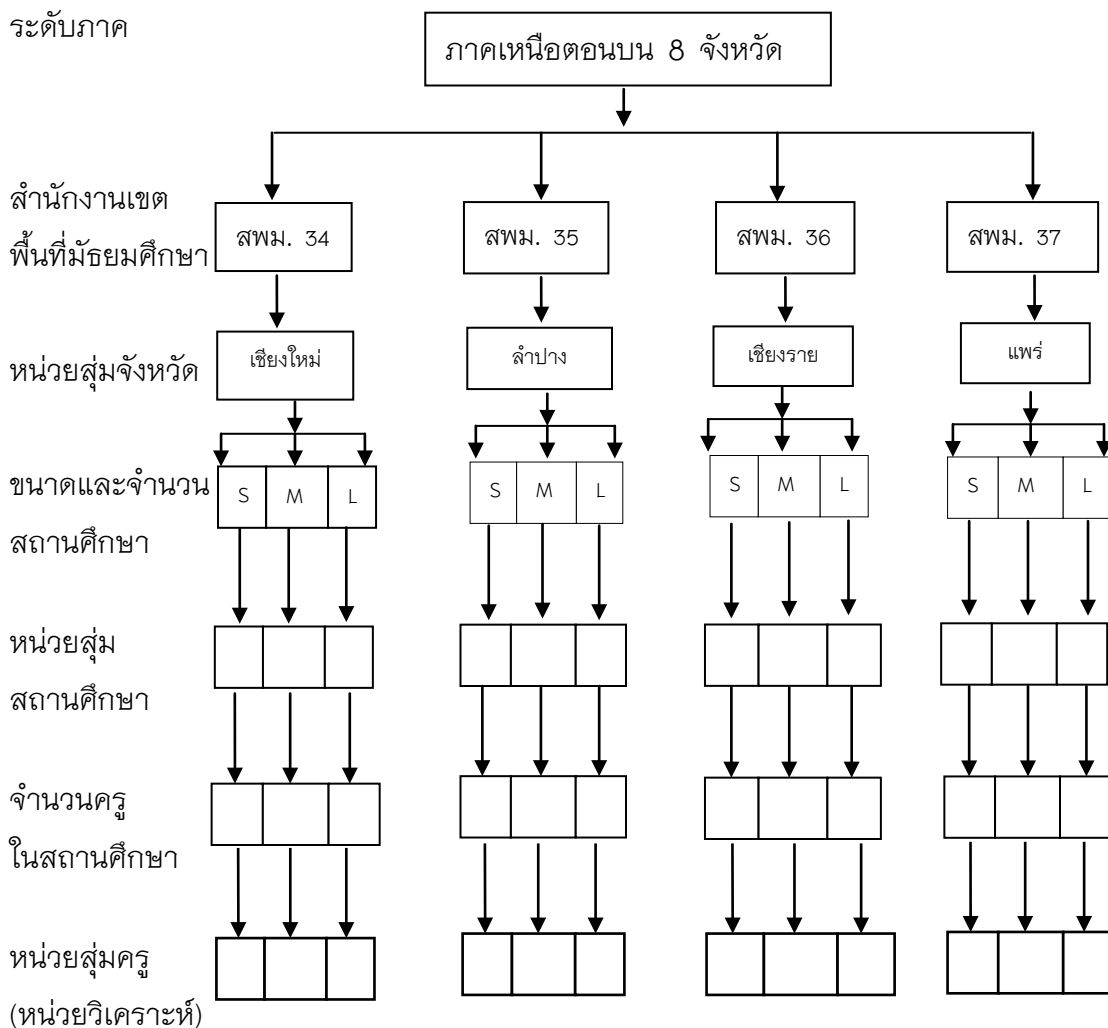 ระดับภาค
ภาคเหนือตอนบน 8 จังหวัด
สำนักงานเขต
พื้นที่มัธยมศึกษา
สพม. 34
สพม. 35
สพม. 36
สพม. 37
หน่วยสุ่มจังหวัด
เชียงใหม่
ลำปาง
เชียงราย
แพร่
ขนาดและจำนวน
สถานศึกษา
S M L
S M L
S M L
S M L
หน่วยสุ่ม
สถานศึกษา
จำนวนครู
ในสถานศึกษา
หน่วยสุ่มครู
(หน่วยวิเคราะห์)